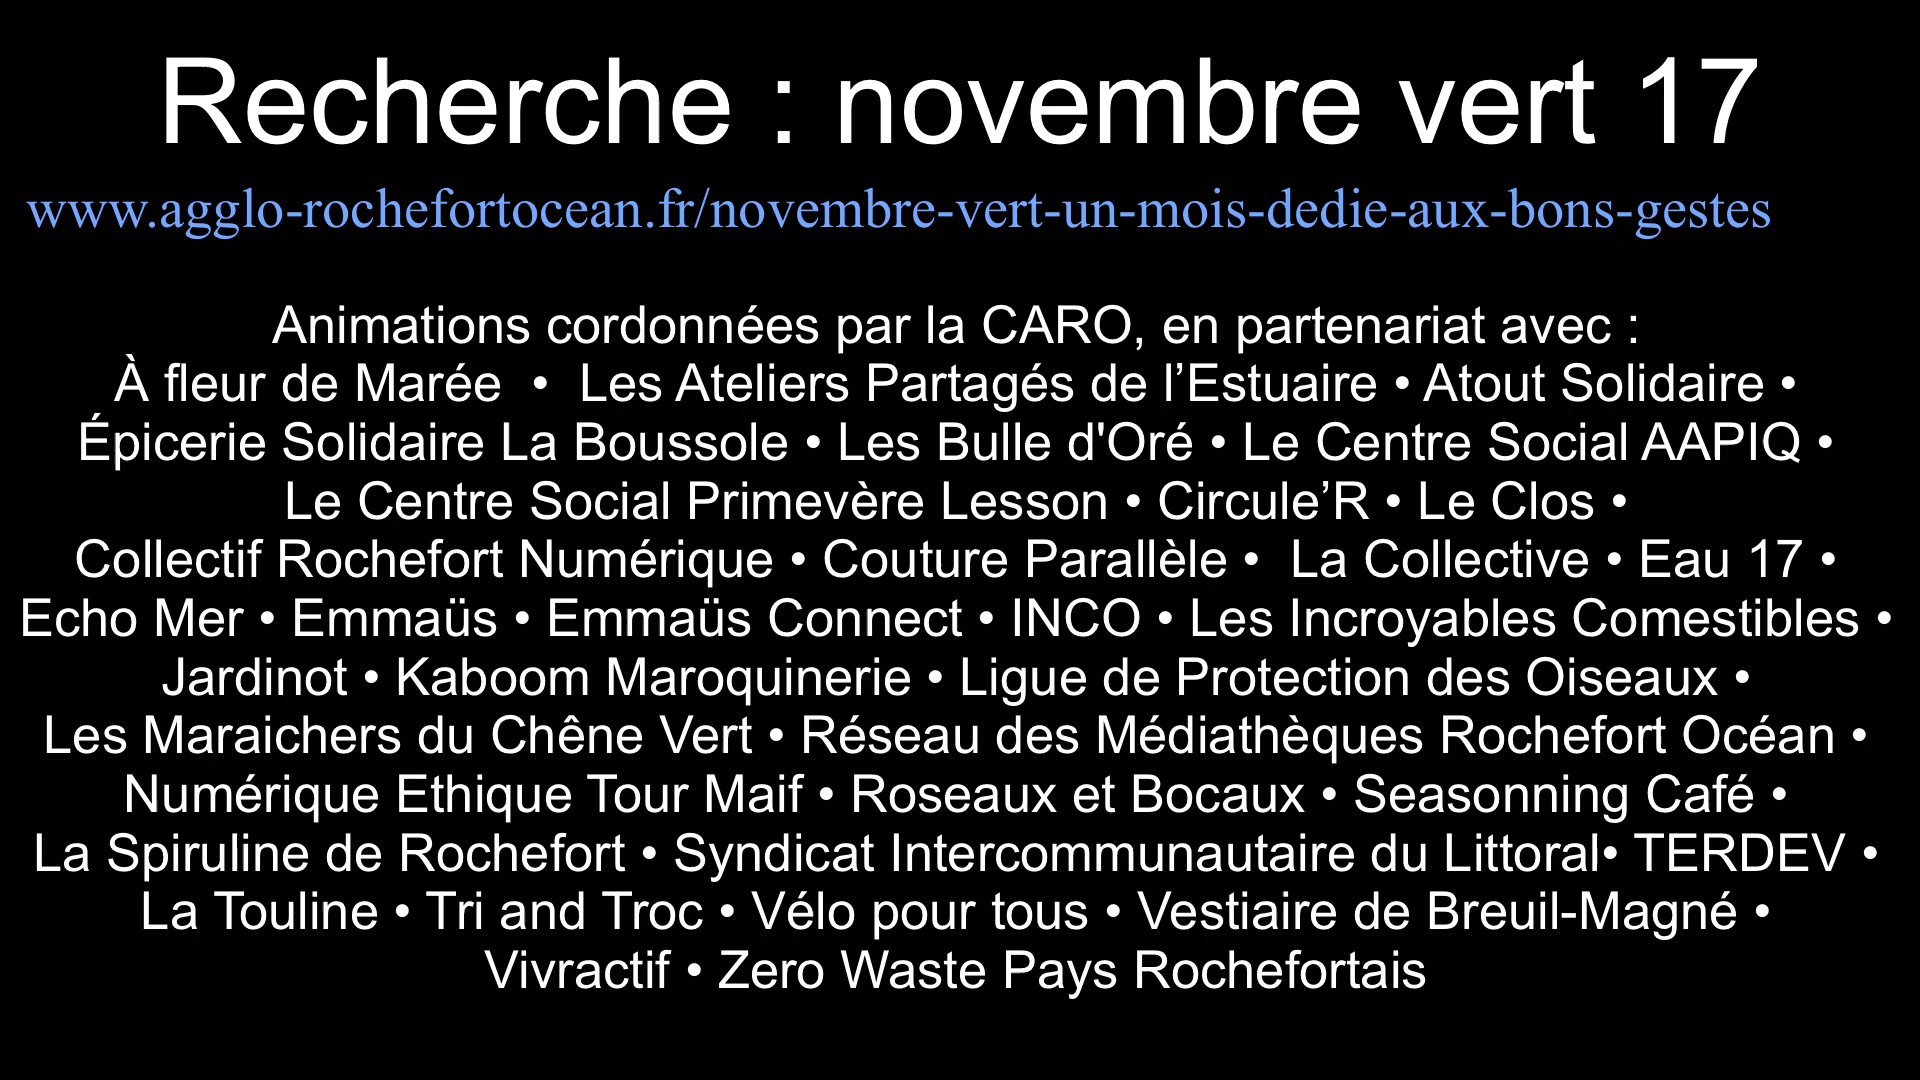 Recherche : novembre vert 17
www.agglo-rochefortocean.fr/novembre-vert-un-mois-dedie-aux-bons-gestes
Animations cordonnées par la CARO, en partenariat avec :
À fleur de Marée • Les Ateliers Partagés de l’Estuaire • Atout Solidaire •
Épicerie Solidaire La Boussole • Les Bulle d'Oré • Le Centre Social AAPIQ •
Le Centre Social Primevère Lesson • Circule’R • Le Clos •
Collectif Rochefort Numérique • Couture Parallèle • La Collective • Eau 17 •
Echo Mer • Emmaüs • Emmaüs Connect • INCO • Les Incroyables Comestibles •
Jardinot • Kaboom Maroquinerie • Ligue de Protection des Oiseaux •
Les Maraichers du Chêne Vert • Réseau des Médiathèques Rochefort Océan •
Numérique Ethique Tour Maif • Roseaux et Bocaux • Seasonning Café •
La Spiruline de Rochefort • Syndicat Intercommunautaire du Littoral• TERDEV •
La Touline • Tri and Troc • Vélo pour tous • Vestiaire de Breuil-Magné •
Vivractif • Zero Waste Pays Rochefortais